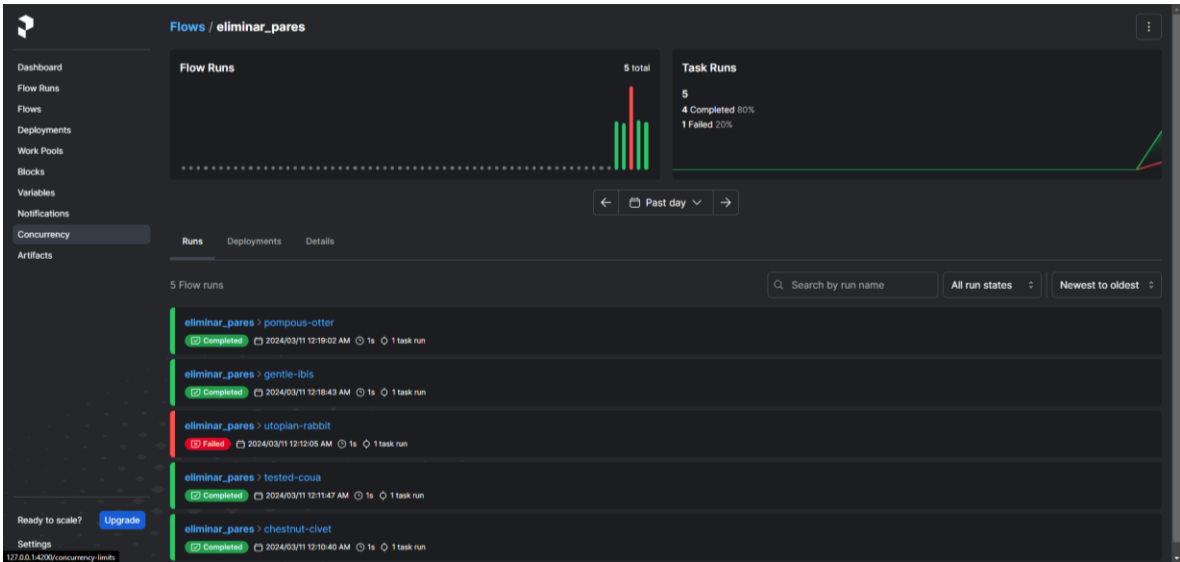 Flows / eliminar_pares
Dashboard
Flow Runs
Flows
Deployments
Work Pools
Blocks
Variables
Notifications
Concurrency
Artifacts
Flow Runs
5 total
Task Runs
5
4 Completed 80%
1 Failed 20%
Past day
Runs Deployments Details
5 Flow runs
Search by run name
All run states
Newest to oldest
eliminar_pares > pompous-otter
Completed 2024/03/11 12:19:02 AM 1s 1 task run
eliminar_pares > gentle-ibis
Completed 2024/03/11 12:18:43 AM 1s 1 task run
eliminar_pares > utopian-rabbit
Failed 2024/03/11 12:12:05 AM 1s 1 task run
eliminar_pares > tested-coua
Completed 2024/03/11 12:11:47 AM 1s 1 task run
eliminar_pares > chestnut-civet
Completed 2024/03/11 12:10:40 AM 1s 1 task run
Ready to scale? Upgrade
Settings
127.0.0.1:4200/concurrency-limits